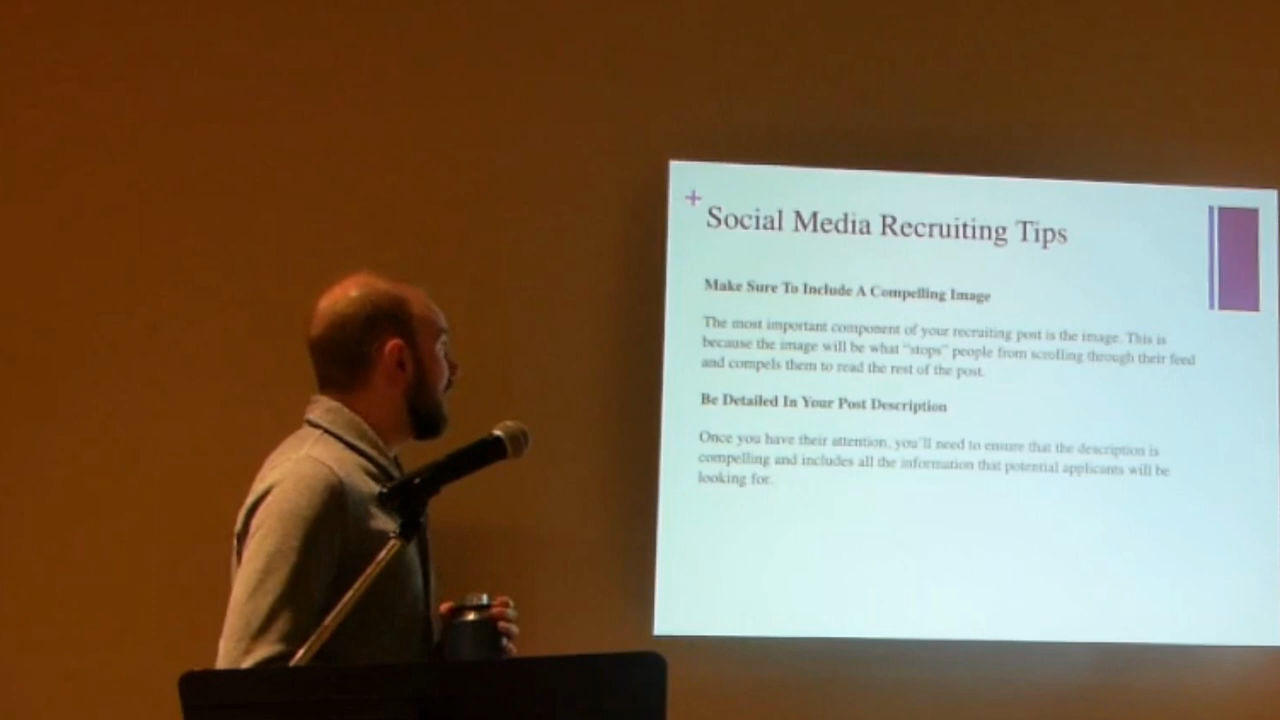 +
Social Media Recruiting Tips
Make Sure To Include A Compelling Image
The most important component of your recruiting post is the image. This is
because the image will be what "stops" people from scrolling through their feed
and compels them to read the rest of the post.
Be Detailed In Your Post Description
Once you have their attention, you'll need to ensure that the description is
compelling and includes all the information that potential applicants will be
looking for.